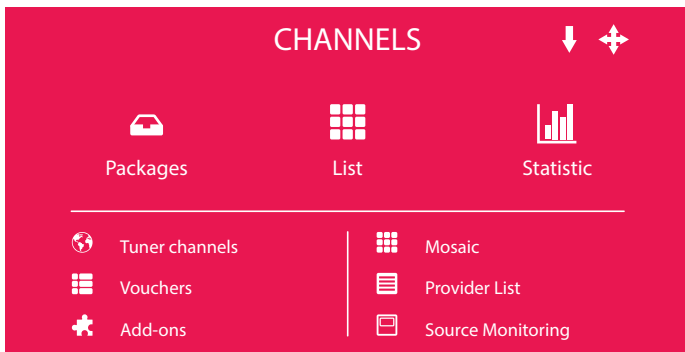 CHANNELS
Packages
List
Statistic
Tuner channels
Mosaic
Vouchers
Provider List
Add-ons
Source Monitoring